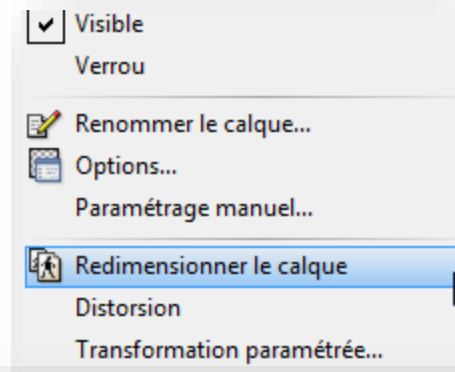 Visible
Verrou
Renommer le calque...
Options...
Paramétrage manuel...
Redimensionner le calque
Distorsion
Transformation paramétrée...